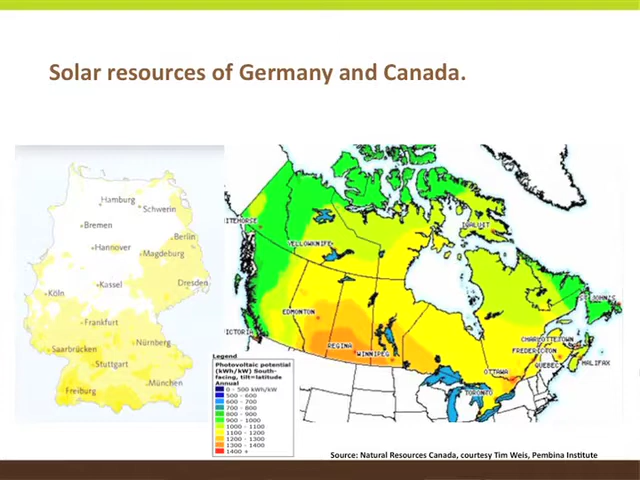 Solar resources of Germany and Canada.
Hamburg
Schwerin
Bremen
Berlin
Hannover
Magdeburg
Kassel
Dresden
Köln
Frankfurt
Nürnberg
Saarbrücken
Stuttgart
München
Freiburg
ITEHORSE
YELLOWKNIFE
IQALUIT
EDMONTON
ST JOHN'S
ICTORIA
REGINA
WINNIPEG
CHARLOTTETOWN
FREDERICTON
QUEBEC
HALIFAX
OTTAWA
TORONTO
Legend
Photovoltaic potential
(kWh/kW) South-
facing, tilt=latitude
Annual
0 - 500 kWh/kW
500 - 600
600 - 700
700 - 800
800 - 900
900 - 1000
1000 - 1100
1100 - 1200
1200 - 1300
1300 - 1400
1400 +
Source: Natural Resources Canada, courtesy Tim Weis, Pembina Institute